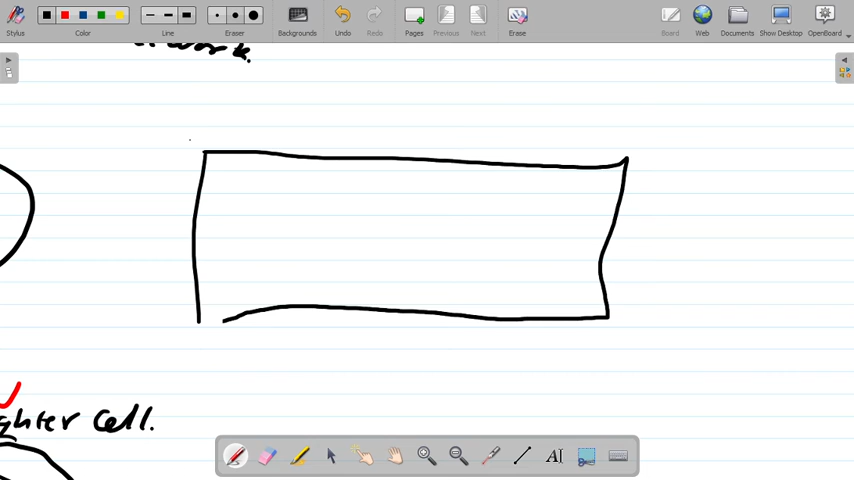 Stylus
Color
Line
Eraser
Backgrounds
Undo
Redo
Pages
Previous
Next
Erase
Board
Web
Documents
Show Desktop
OpenBoard
work.
ghter cell.